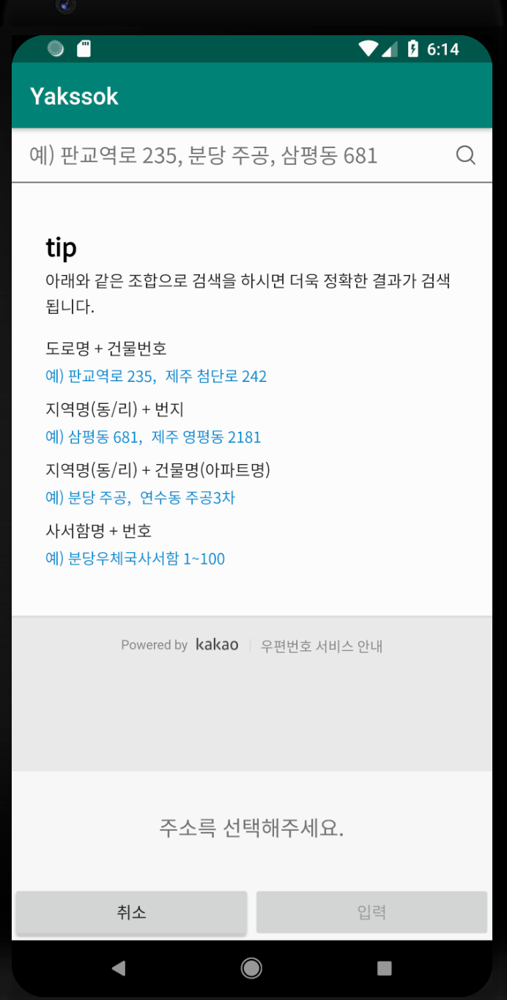 6:14
Yakssok
예) 판교역로 235, 분당 주공, 삼평동 681
tip
아래와 같은 조합으로 검색을 하시면 더욱 정확한 결과가 검색
됩니다.
도로명 + 건물번호
예) 판교역로 235, 제주 첨단로 242
지역명(동/리) + 번지
예) 삼평동 681, 제주 영평동 2181
지역명(동/리) + 건물명(아파트명)
예) 분당 주공, 연수동 주공3차
사서함명 + 번호
예) 분당우체국사서함 1~100
Powered by kakao | 우편번호 서비스 안내
주소륵 선택해주세요.
취소 입력